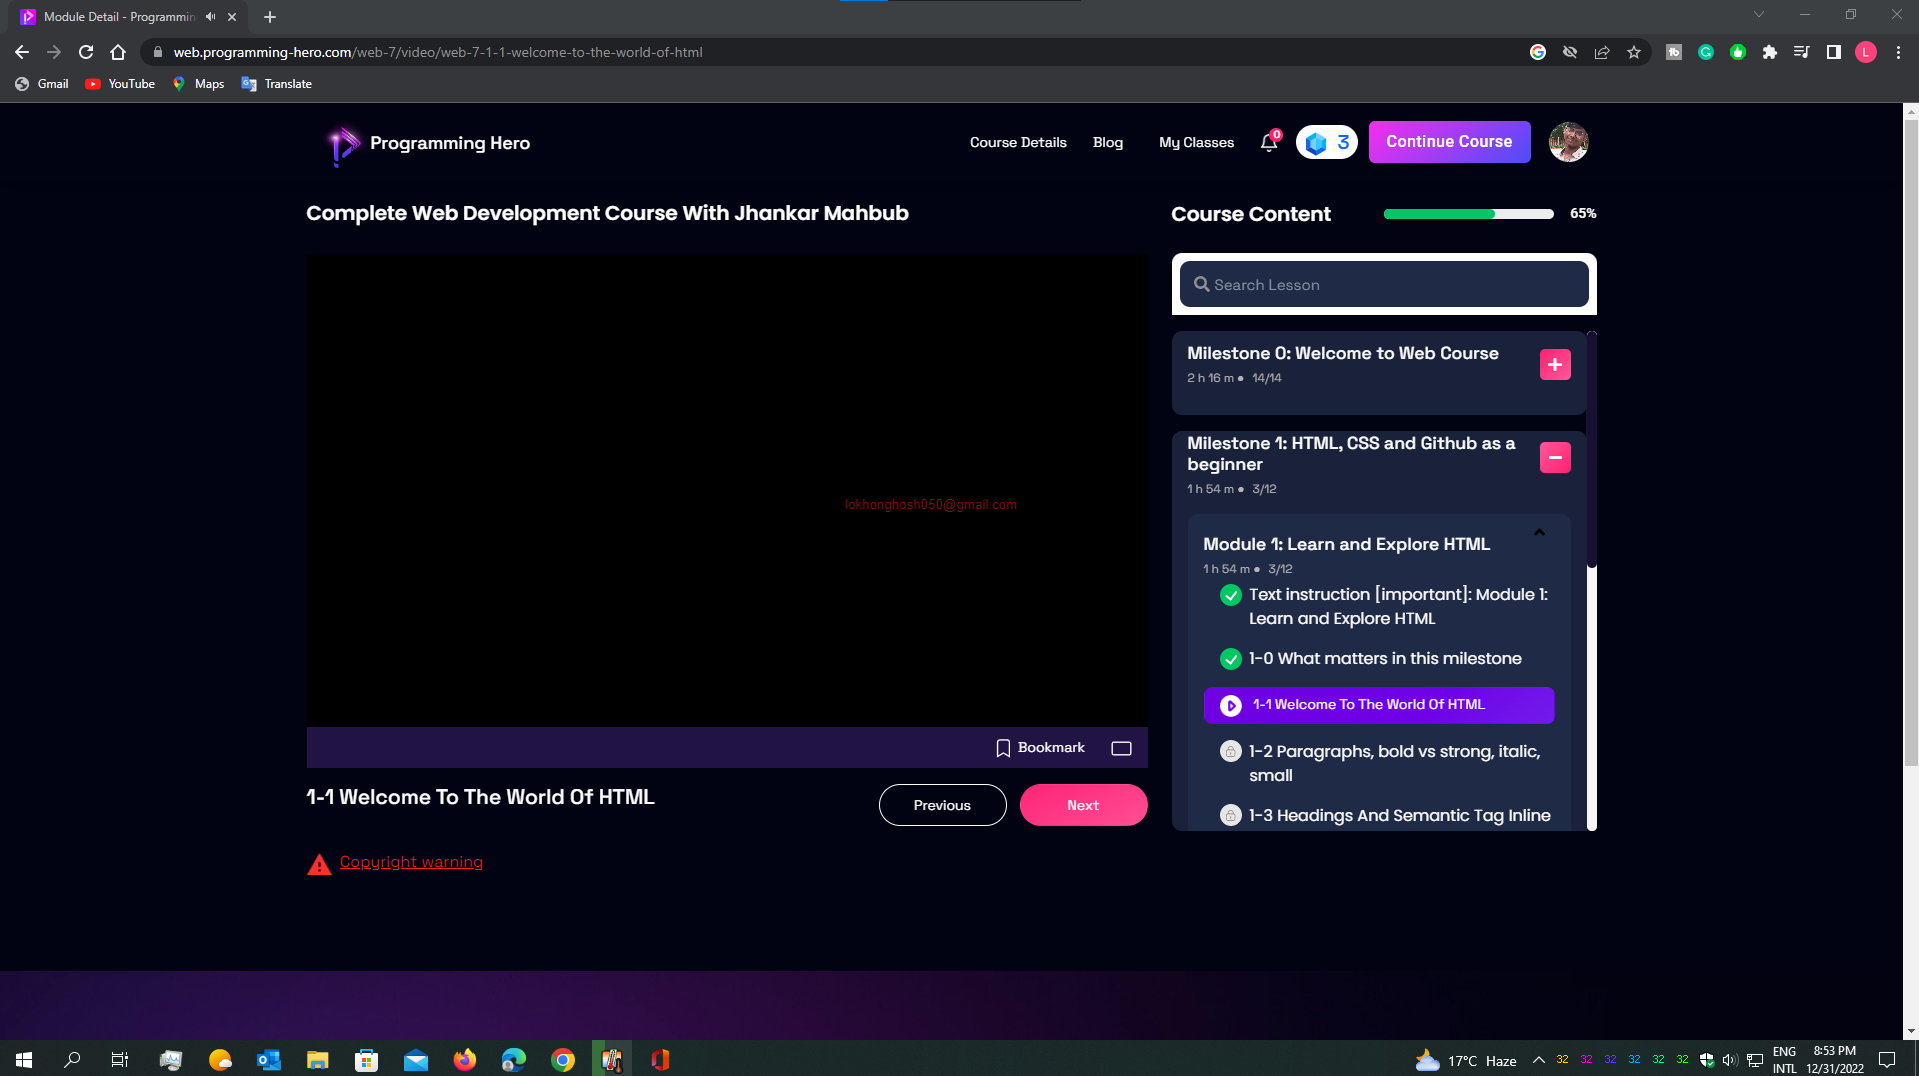 Module Detail - Programmin
web.programming-hero.com/web-7/video/web-7-1-1-welcome-to-the-world-of-html
L
Gmail
YouTube
Maps
Translate
Programming Hero
Course Details
Blog
My Classes
0
3
Continue Course
Complete Web Development Course With Jhankar Mahbub
Course Content
65%
Search Lesson
Milestone 0: Welcome to Web Course
2 h 16 m ● 14/14
Milestone 1: HTML, CSS and Github as a
beginner
1 h 54 m ● 3/12
lokhonghosh050@gmail.com
Module 1: Learn and Explore HTML
1 h 54 m ● 3/12
Text instruction [important]: Module 1:
Learn and Explore HTML
1-0 What matters in this milestone
1-1 Welcome To The World Of HTML
1-2 Paragraphs, bold vs strong, italic,
small
1-3 Headings And Semantic Tag Inline
Bookmark
1-1 Welcome To The World Of HTML
Previous
Next
Copyright warning
17°C Haze
32 32 32 32 32 32
ENG
INTL
8:53 PM
12/31/2022